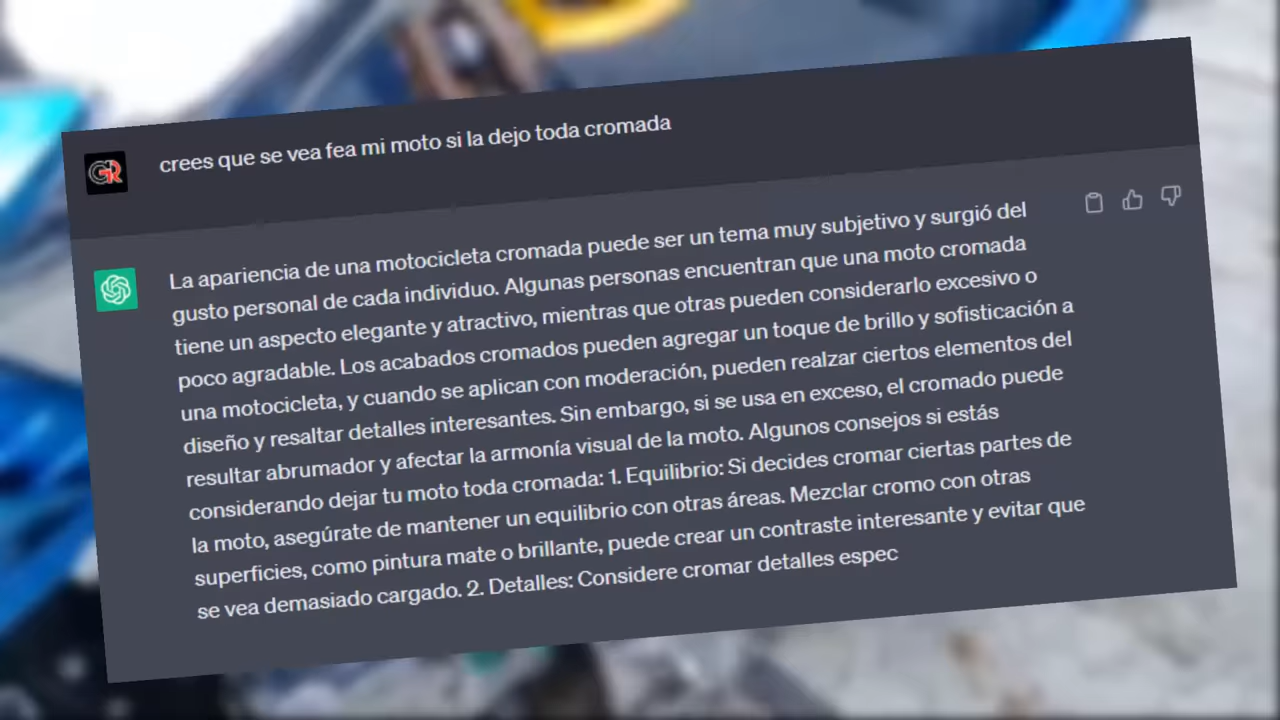 GR
crees que se vea fea mi moto si la dejo toda cromada
La apariencia de una motocicleta cromada puede ser un tema muy subjetivo y surgió del
gusto personal de cada individuo. Algunas personas encuentran que una moto cromada
tiene un aspecto elegante y atractivo, mientras que otras pueden considerarlo excesivo o
poco agradable. Los acabados cromados pueden agregar un toque de brillo y sofisticación a
una motocicleta, y cuando se aplican con moderación, pueden realzar ciertos elementos del
diseño y resaltar detalles interesantes. Sin embargo, si se usa en exceso, el cromado puede
resultar abrumador y afectar la armonía visual de la moto. Algunos consejos si estás
considerando dejar tu moto toda cromada: 1. Equilibrio: Si decides cromar ciertas partes de
la moto, asegúrate de mantener un equilibrio con otras áreas. Mezclar cromo con otras
superficies, como pintura mate o brillante, puede crear un contraste interesante y evitar que
se vea demasiado cargado. 2. Detalles: Considere cromar detalles espec